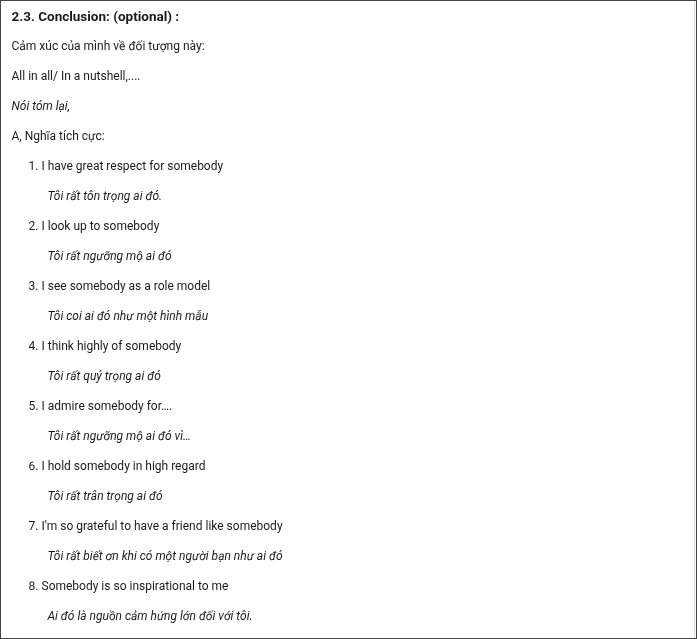 2.3. Conclusion: (optional) :
Cảm xúc của mình về đối tượng này:
All in all/ In a nutshell,....
Nói tóm lại,
A, Nghĩa tích cực:
1. I have great respect for somebody
Tôi rất tôn trọng ai đó.
2. I look up to somebody
Tôi rất ngưỡng mộ ai đó
3. I see somebody as a role model
Tôi coi ai đó như một hình mẫu
4. I think highly of somebody
Tôi rất quý trọng ai đó
5. I admire somebody for....
Tôi rất ngưỡng mộ ai đó vì...
6. I hold somebody in high regard
Tôi rất trân trọng ai đó
7. I'm so grateful to have a friend like somebody
Tôi rất biết ơn khi có một người bạn như ai đó
8. Somebody is so inspirational to me
Ai đó là nguồn cảm hứng lớn đối với tôi.